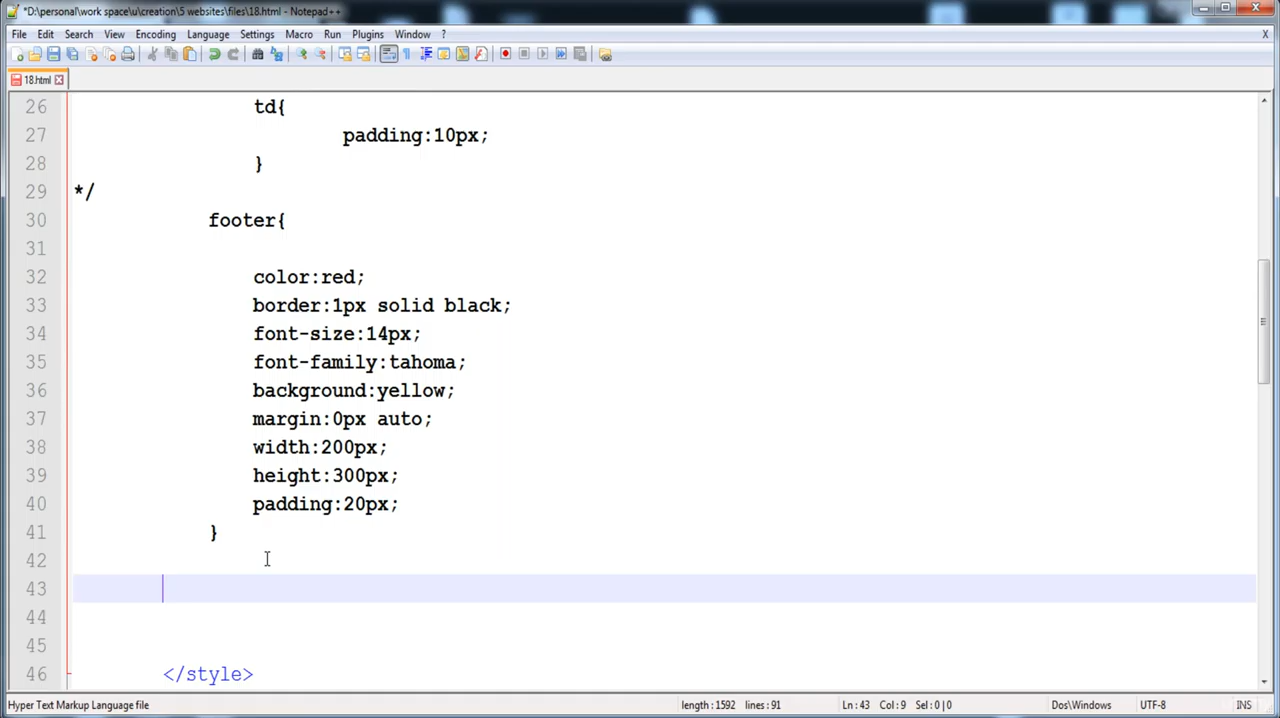 *D:\personal\work space\u\creation\5 websites\files\18.html - Notepad++
File Edit Search View Encoding Language Settings Macro Run Plugins Window ? X
18.html
26 td{
27 padding:10px;
28 }
29 */
30 footer{
31
32 color:red;
33 border:1px solid black;
34 font-size:14px;
35 font-family:tahoma;
36 background:yellow;
37 margin:0px auto;
38 width:200px;
39 height:300px;
40 padding:20px;
41 }
42
43
44
45
46 </style>
Hyper Text Markup Language file length:1592 lines:91 Ln:43 Col:9 Sel:0|0 Dos\Windows UTF-8 INS